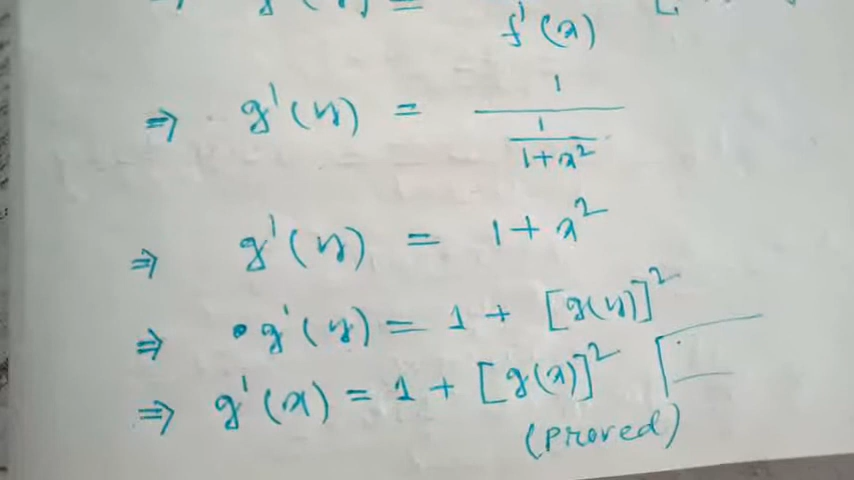 f'(x)
⇒ g'(y) = 1 / (1 / (1+x²))
⇒ g'(y) = 1+x²
⇒ g'(y) = 1 + [g(y)]²
⇒ g'(x) = 1 + [g(x)]²
(proved)